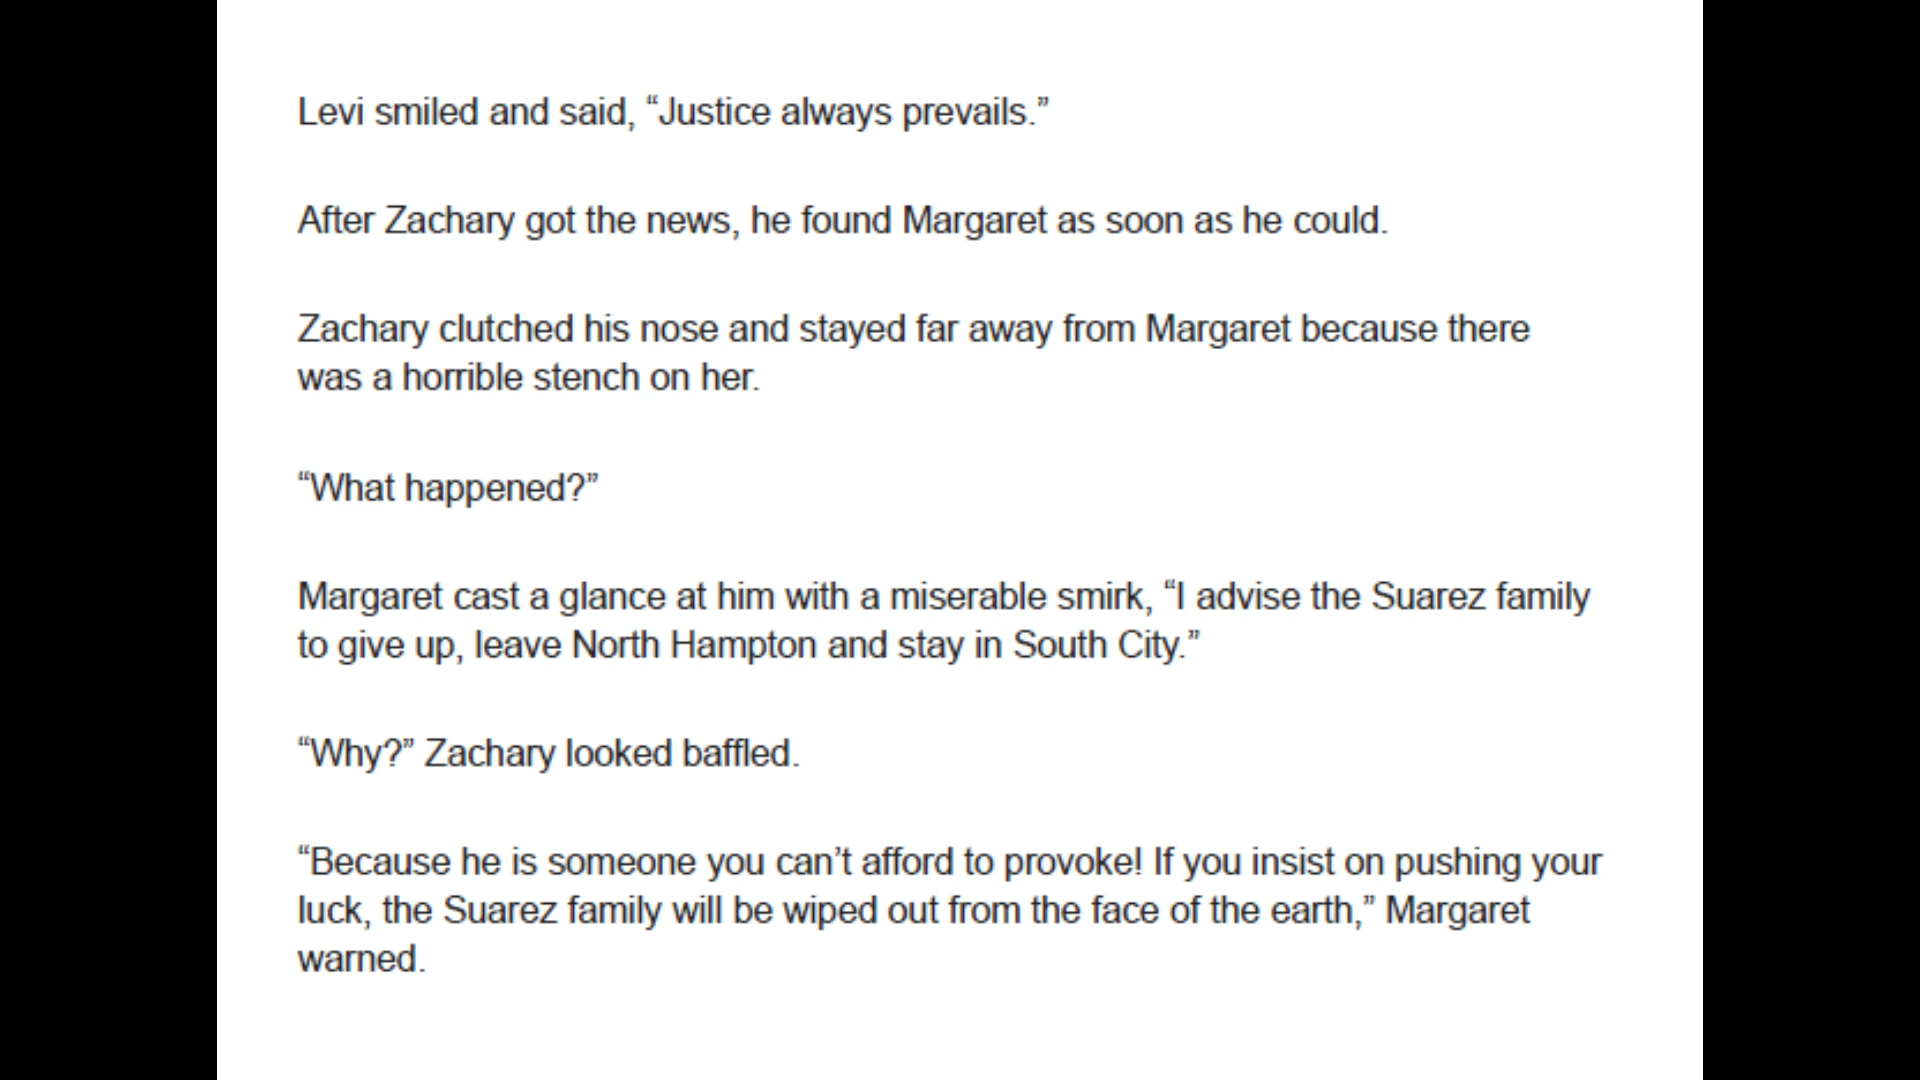 Levi smiled and said, “Justice always prevails.”
After Zachary got the news, he found Margaret as soon as he could.
Zachary clutched his nose and stayed far away from Margaret because there
was a horrible stench on her.
“What happened?”
Margaret cast a glance at him with a miserable smirk, “I advise the Suarez family
to give up, leave North Hampton and stay in South City.”
“Why?” Zachary looked baffled.
“Because he is someone you can’t afford to provoke! If you insist on pushing your
luck, the Suarez family will be wiped out from the face of the earth,” Margaret
warned.